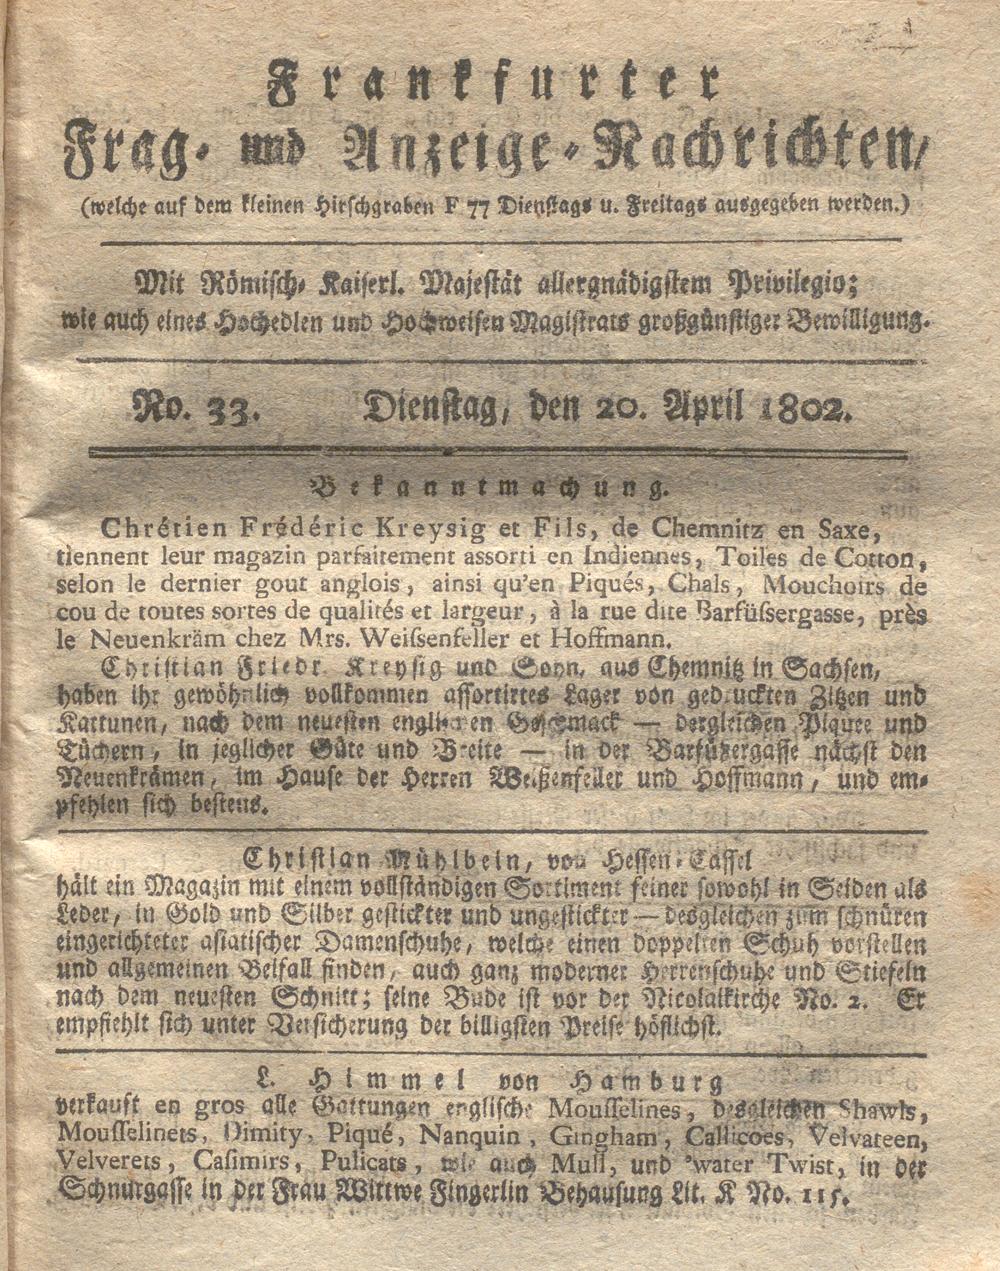 Frankfurter
Frag- und Anzeige-Nachrichten,
(welche auf dem kleinen Hirschgraben F 77 Dienstags u. Freitags ausgegeben werden.)
Mit Römisch- Kaiserl. Majestät allergnädigstem Privilegio;
wie auch eines Hochedlen und Hochweisen Magistrats großgünstiger Bewilligung.
No. 33. Dienstag, den 20. April 1802.
Bekanntmachung.
Chrétien Frédéric Kreysig et Fils, de Chemnitz en Saxe,
tiennent leur magazin parfaitement assorti en Indiennes, Toiles de Cotton,
selon le dernier gout anglois, ainsi qu'en Piqués, Chals, Mouchoirs de
cou de toutes sortes de qualités et largeur, à la rue dite Barfüſsergasse, près
le Neuenkräm chez Mrs. Weiſsenfeller et Hoffmann.
Christian Friedr. Kreysig und Sohn, aus Chemnitz in Sachsen,
haben ihr gewöhnlich vollkommen assortirtes Lager von gedruckten Zitzen und
Kattunen, nach dem neuesten englischen Geschmack — dergleichen Piquee und
Tüchern, in jeglicher Güte und Breite — in der Barfüßergasse nächst den
Neuenkrämen, im Hause der Herren Weißenfeller und Hoffmann, und em-
pfehlen sich bestens.
Christian Mühlbein, von Hessen-Cassel
hält ein Magazin mit einem vollständigen Sortiment feiner sowohl in Seiden als
Leder, in Gold und Silber gestickter und ungestickter — desgleichen zum schnüren
eingerichteter asiatischer Damenschuhe, welche einen doppelten Schuh vorstellen
und allgemeinen Beifall finden, auch ganz moderner Herrenschuhe und Stiefeln
nach dem neuesten Schnitt; seine Bude ist vor der Nicolaikirche No. 2. Er
empfiehlt sich unter Versicherung der billigsten Preise höflichst.
L. Himmel von Hamburg
verkauft en gros alle Gattungen englische Mousselines, desgleichen Shawls,
Mousselinets, Dimity, Piqué, Nanquin, Gingham, Callicoes, Velvateen,
Velverets, Casimirs, Pulicats, wie auch Mull, und 'water Twist, in der
Schnurgasse in der Frau Wittwe Fingerlin Behausung Lit. K No. 115.